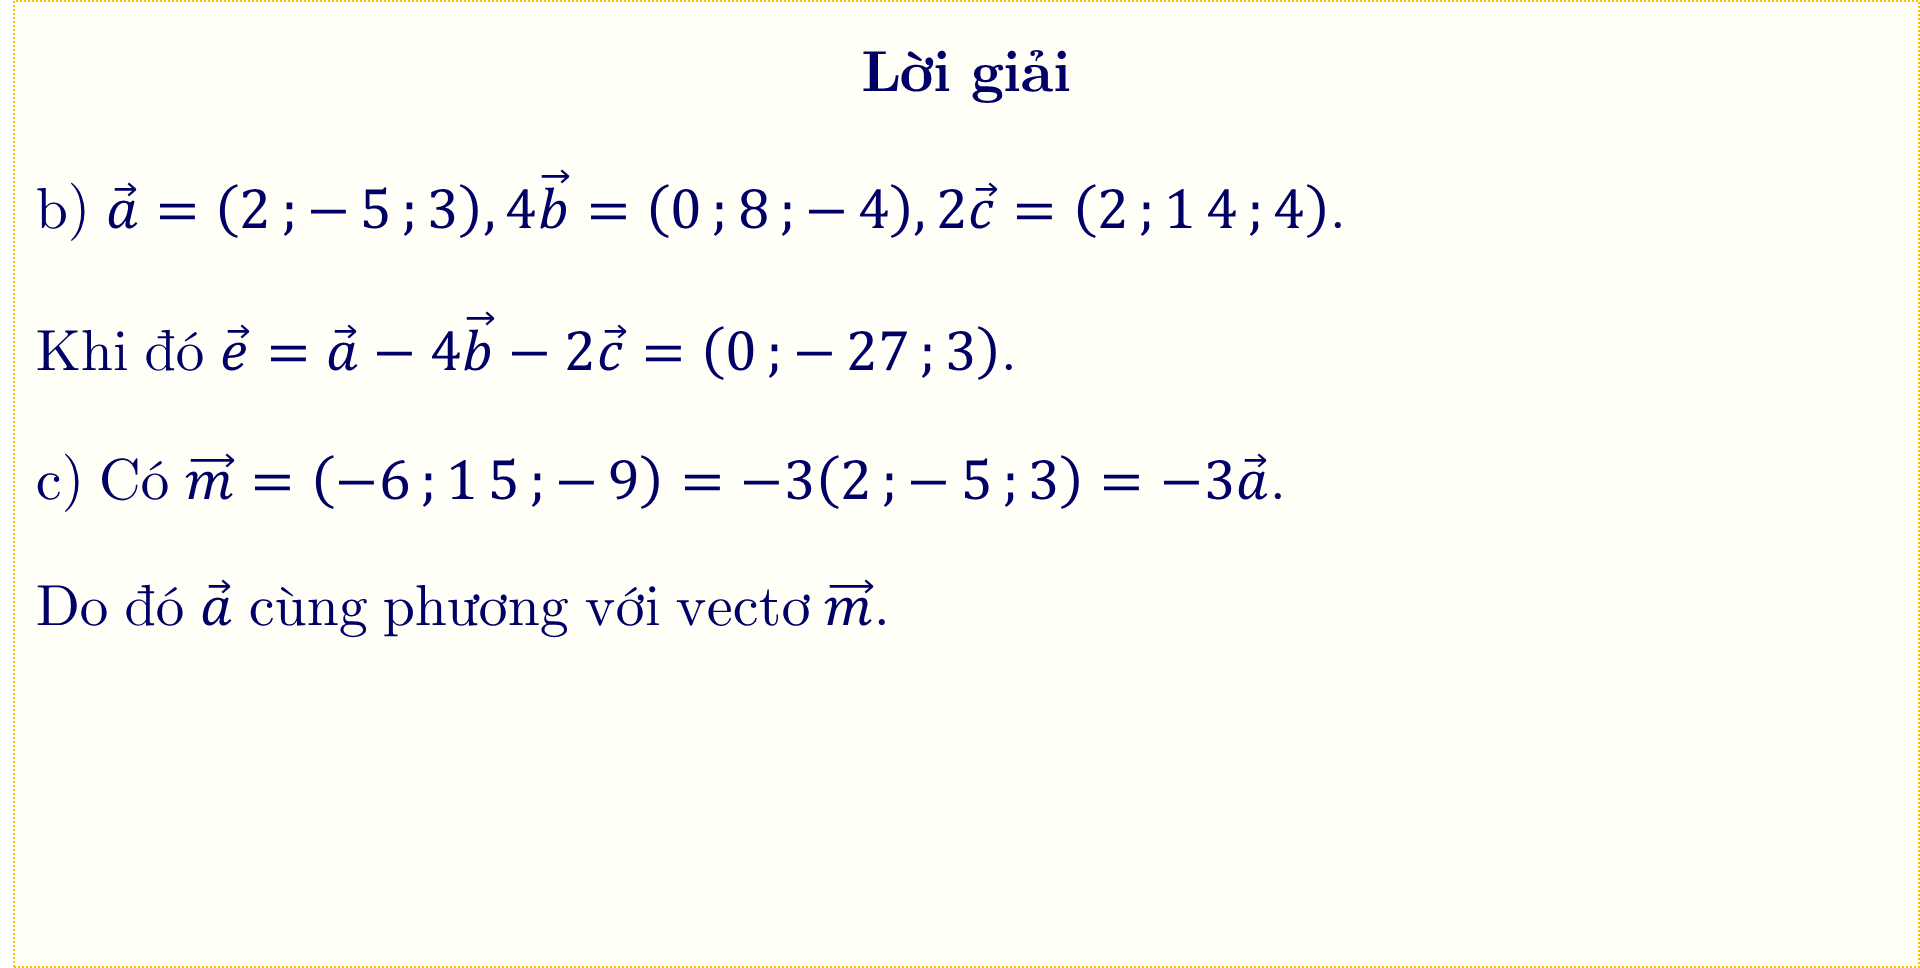 Lời giải
b) a⃗ = (2 ; − 5 ; 3), 4b⃗ = (0 ; 8 ; − 4), 2c⃗ = (2 ; 1 4 ; 4).
Khi đó e⃗ = a⃗ − 4b⃗ − 2c⃗ = (0 ; − 27 ; 3).
c) Có m⃗ = (−6 ; 1 5 ; − 9) = −3(2 ; − 5 ; 3) = −3a⃗.
Do đó a⃗ cùng phương với vectơ m⃗.